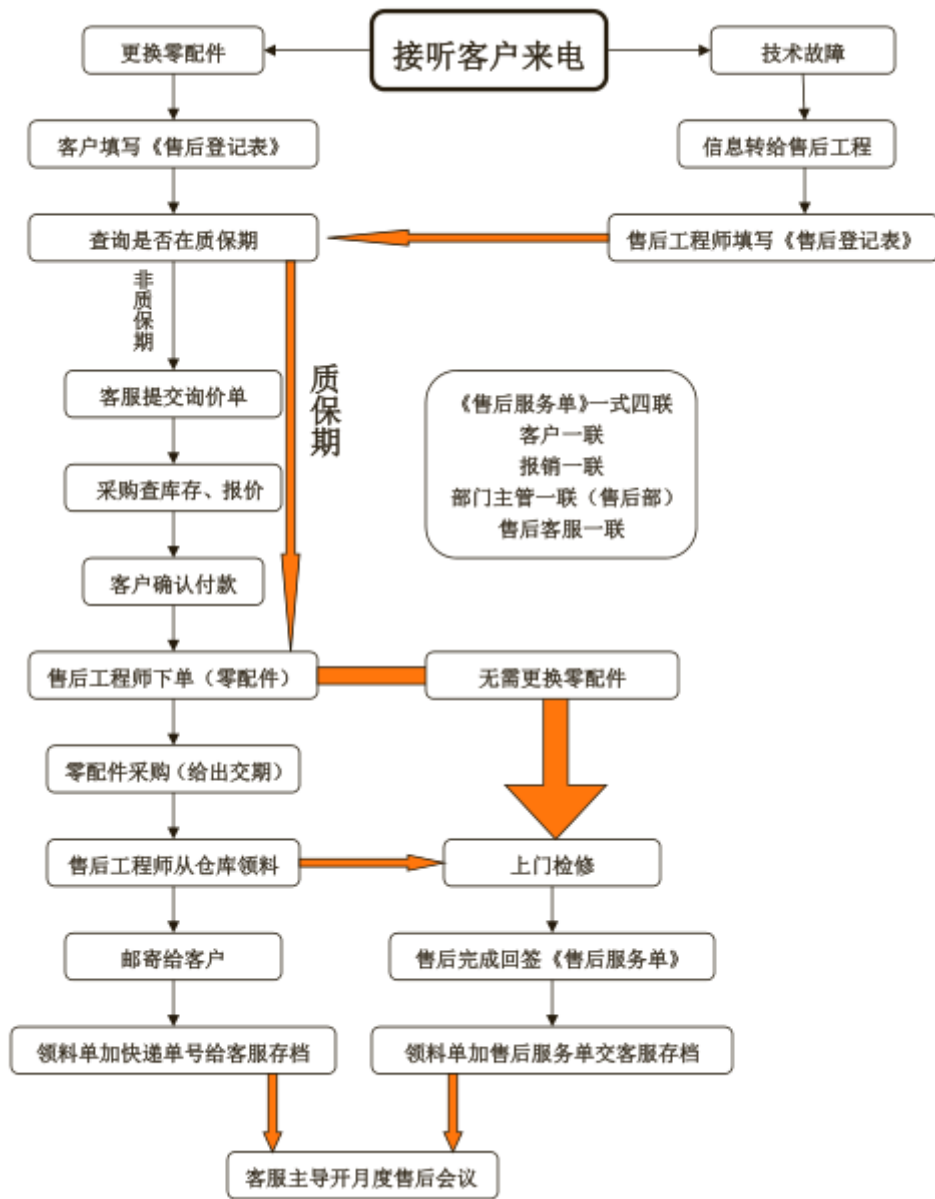 更换零配件
接听客户来电
技术故障
客户填写《售后登记表》
信息转给售后工程
查询是否在质保期
售后工程师填写《售后登记表》
非质保期
质保期
客服提交询价单
《售后服务单》一式四联
客户一联
报销一联
部门主管一联（售后部）
售后客服一联
采购查库存、报价
客户确认付款
售后工程师下单（零配件）
无需更换零配件
零配件采购（给出交期）
售后工程师从仓库领料
上门检修
邮寄给客户
售后完成回签《售后服务单》
领料单加快递单号给客服存档
领料单加售后服务单交客服存档
客服主导开月度售后会议